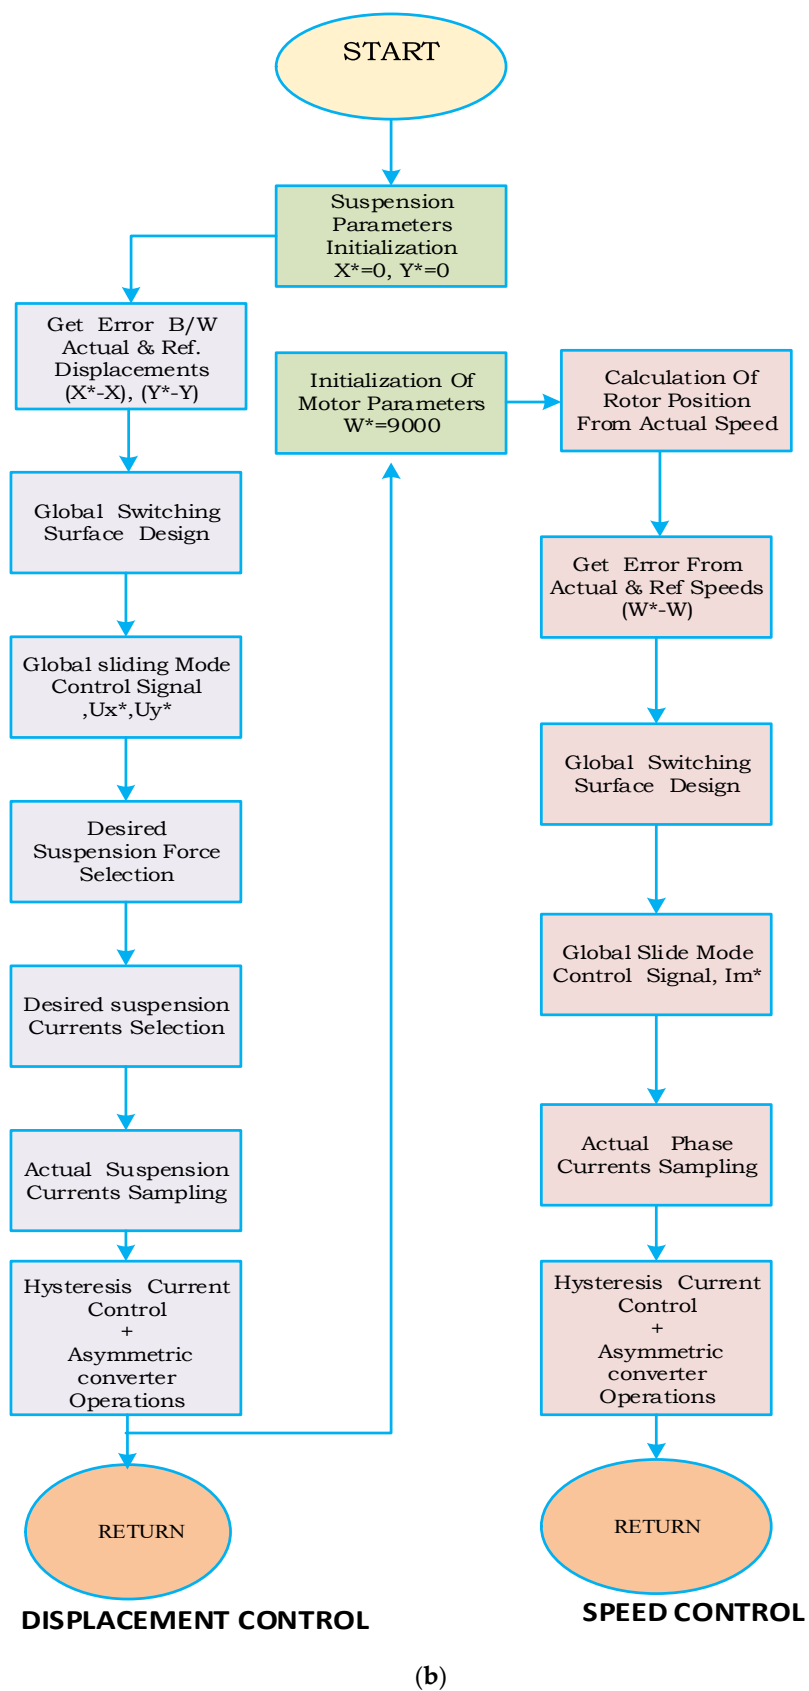 START
Suspension
Parameters
Initialization
X*=0, Y*=0
Get Error B/W
Actual & Ref.
Displacements
(X*-X), (Y*-Y)
Global Switching
Surface Design
Global sliding Mode
Control Signal
,Ux*,Uy*
Desired
Suspension Force
Selection
Desired suspension
Currents Selection
Actual Suspension
Currents Sampling
Hysteresis Current
Control
+
Asymmetric
converter
Operations
RETURN
DISPLACEMENT CONTROL
Initialization Of
Motor Parameters
W*=9000
Calculation Of
Rotor Position
From Actual Speed
Get Error From
Actual & Ref Speeds
(W*-W)
Global Switching
Surface Design
Global Slide Mode
Control Signal, Im*
Actual Phase
Currents Sampling
Hysteresis Current
Control
+
Asymmetric
converter
Operations
RETURN
SPEED CONTROL
(b)